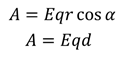 A = Eqr cos α
A = Eqd